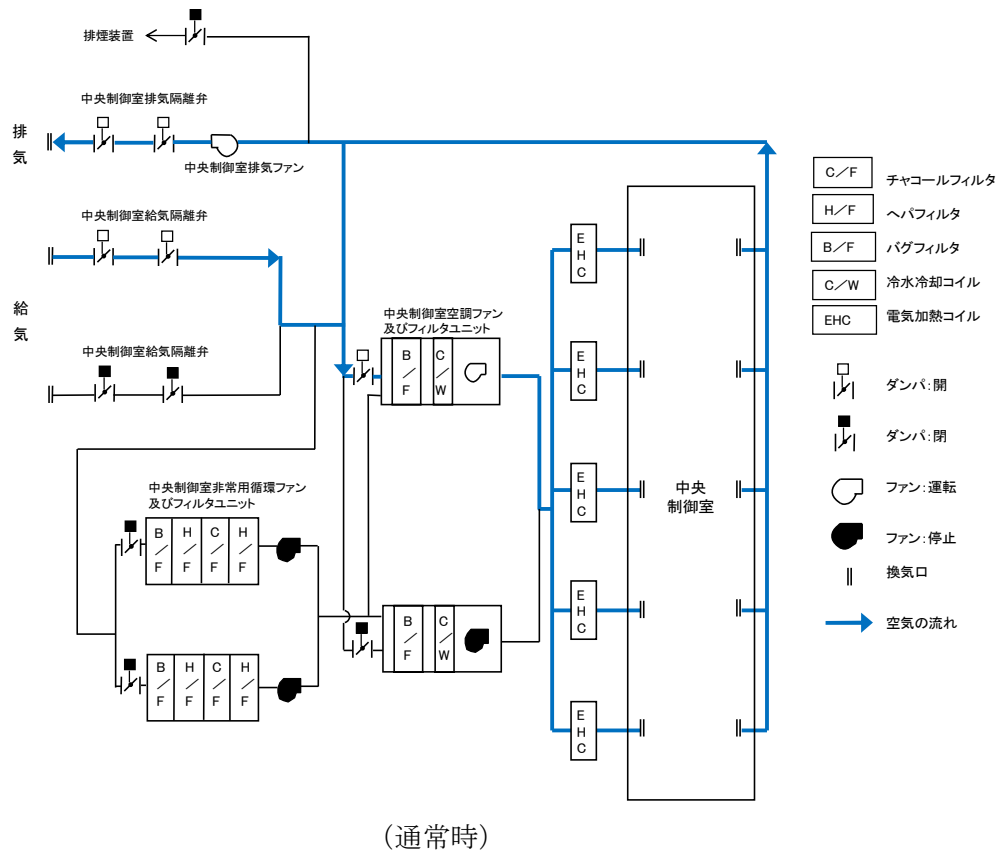 排煙装置
中央制御室排気隔離弁
排気
中央制御室排気ファン
中央制御室給気隔離弁
給気
中央制御室給気隔離弁
中央制御室空調ファン
及びフィルタユニット
B/F
C/W
中央制御室非常用循環ファン
及びフィルタユニット
B/F
H/F
C/F
H/F
B/F
H/F
C/F
H/F
B/F
C/W
EHC
EHC
EHC
EHC
EHC
中央
制御室
C/F チャコールフィルタ
H/F ヘパフィルタ
B/F バグフィルタ
C/W 冷水冷却コイル
EHC 電気加熱コイル
ダンパ:開
ダンパ:閉
ファン:運転
ファン:停止
換気口
空気の流れ
(通常時)